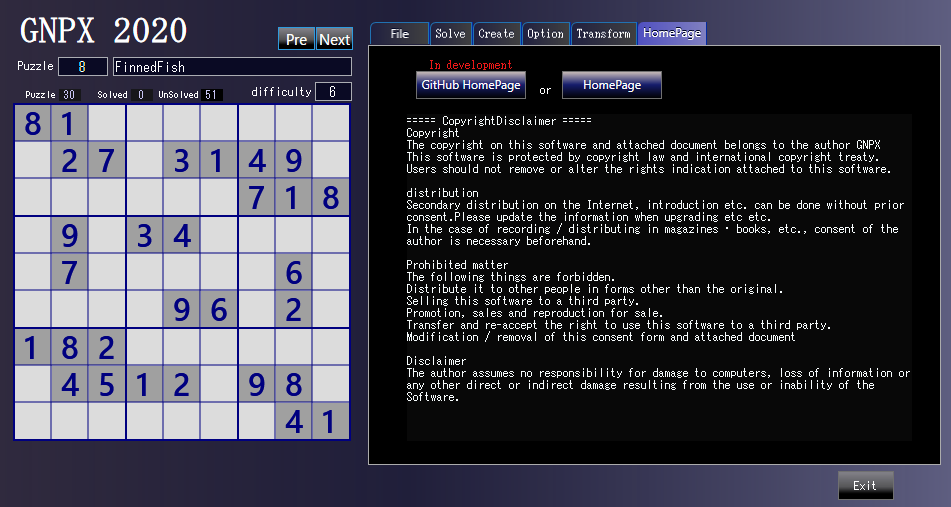 GNPX 2020
Pre Next
Puzzle 8 FinnedFish
Puzzle 30 Solved 0 UnSolved 51 difficulty 6
8 1
2 7 3 1 4 9
7 1 8
9 3 4
7 6
9 6 2
1 8 2
4 5 1 2 9 8
4 1
File Solve Create Option Transform HomePage
In development
GitHub HomePage or HomePage
===== CopyrightDisclaimer =====
Copyright
The copyright on this software and attached document belongs to the author GNPX
This software is protected by copyright law and international copyright treaty.
Users should not remove or alter the rights indication attached to this software.
distribution
Secondary distribution on the Internet, introduction etc. can be done without prior
consent.Please update the information when upgrading etc etc.
In the case of recording / distributing in magazines · books, etc., consent of the
author is necessary beforehand.
Prohibited matter
The following things are forbidden.
Distribute it to other people in forms other than the original.
Selling this software to a third party.
Promotion, sales and reproduction for sale.
Transfer and re-accept the right to use this software to a third party.
Modification / removal of this consent form and attached document
Disclaimer
The author assumes no responsibility for damage to computers, loss of information or
any other direct or indirect damage resulting from the use or inability of the
Software.
Exit